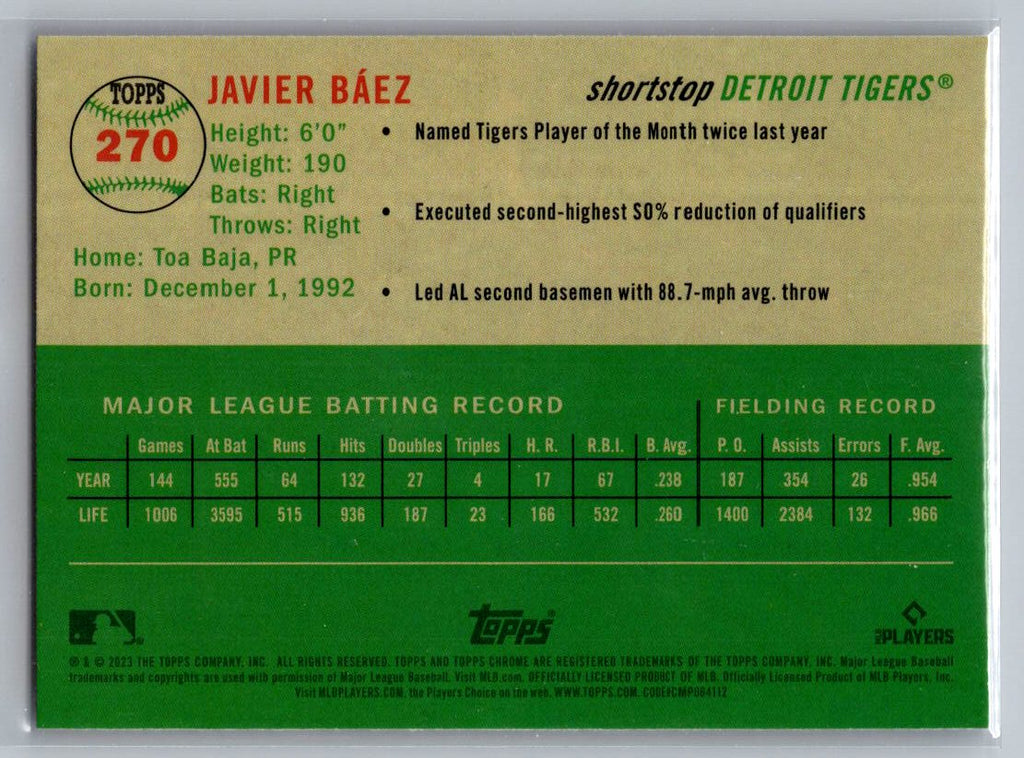 TOPPS
270
JAVIER BÁEZ
Height: 6'0"
Weight: 190
Bats: Right
Throws: Right
Home: Toa Baja, PR
Born: December 1, 1992
shortstop DETROIT TIGERS®
• Named Tigers Player of the Month twice last year
• Executed second-highest SO% reduction of qualifiers
• Led AL second basemen with 88.7-mph avg. throw
MAJOR LEAGUE BATTING RECORD FIELDING RECORD
Games At Bat Runs Hits Doubles Triples H. R. R.B.I. B. Avg. P. O. Assists Errors F. Avg.
YEAR 144 555 64 132 27 4 17 67 .238 187 354 26 .954
LIFE 1006 3595 515 936 187 23 166 532 .260 1400 2384 132 .966
Topps® MLB PLAYERS
® & © 2023 THE TOPPS COMPANY, INC. ALL RIGHTS RESERVED. TOPPS AND TOPPS CHROME ARE REGISTERED TRADEMARKS OF THE TOPPS COMPANY, INC. Major League Baseball
trademarks and copyrights are used with permission of Major League Baseball. Visit MLB.com. OFFICIALLY LICENSED PRODUCT OF MLB. Officially Licensed Product of MLB Players, Inc.
Visit MLBPLAYERS.COM, the Players Choice on the web. WWW.TOPPS.COM. CODE#CMP084112